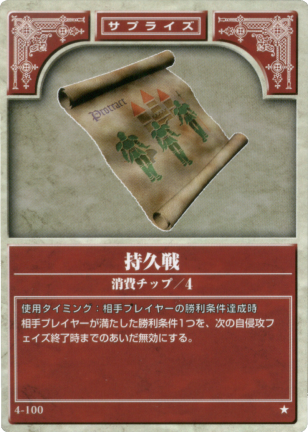 サプライズ
Protract
持久戦
消費チップ／4
使用タイミング：相手プレイヤーの勝利条件達成時
相手プレイヤーが満たした勝利条件1つを、次の自侵攻フ
ェイズ終了時までのあいだ無効にする。
4-100
★